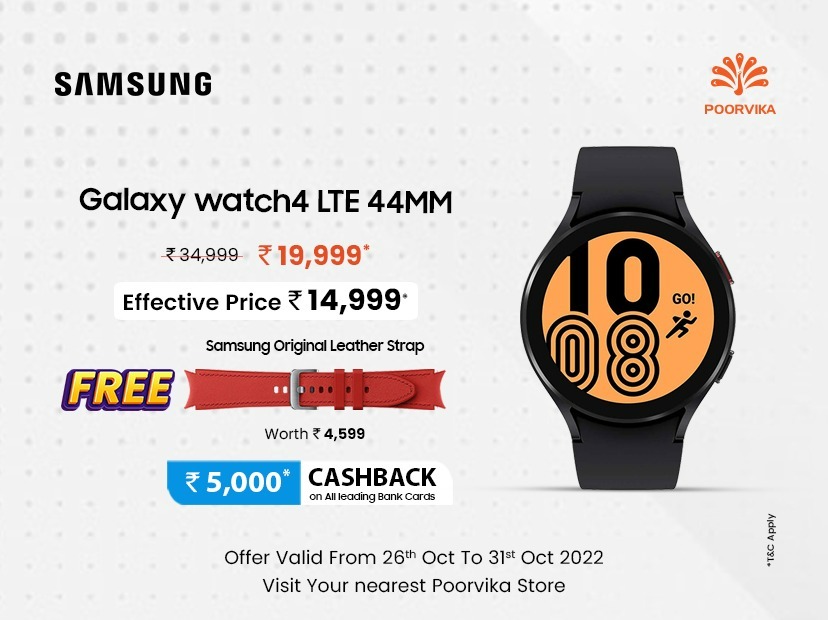 SAMSUNG
POORVIKA
Galaxy watch4 LTE 44MM
₹ 34,999 ₹ 19,999*
Effective Price ₹ 14,999*
Samsung Original Leather Strap
FREE
Worth ₹ 4,599
₹ 5,000* CASHBACK
on All leading Bank Cards
10
GO!
08
*T&C Apply
Offer Valid From 26th Oct To 31st Oct 2022
Visit Your nearest Poorvika Store